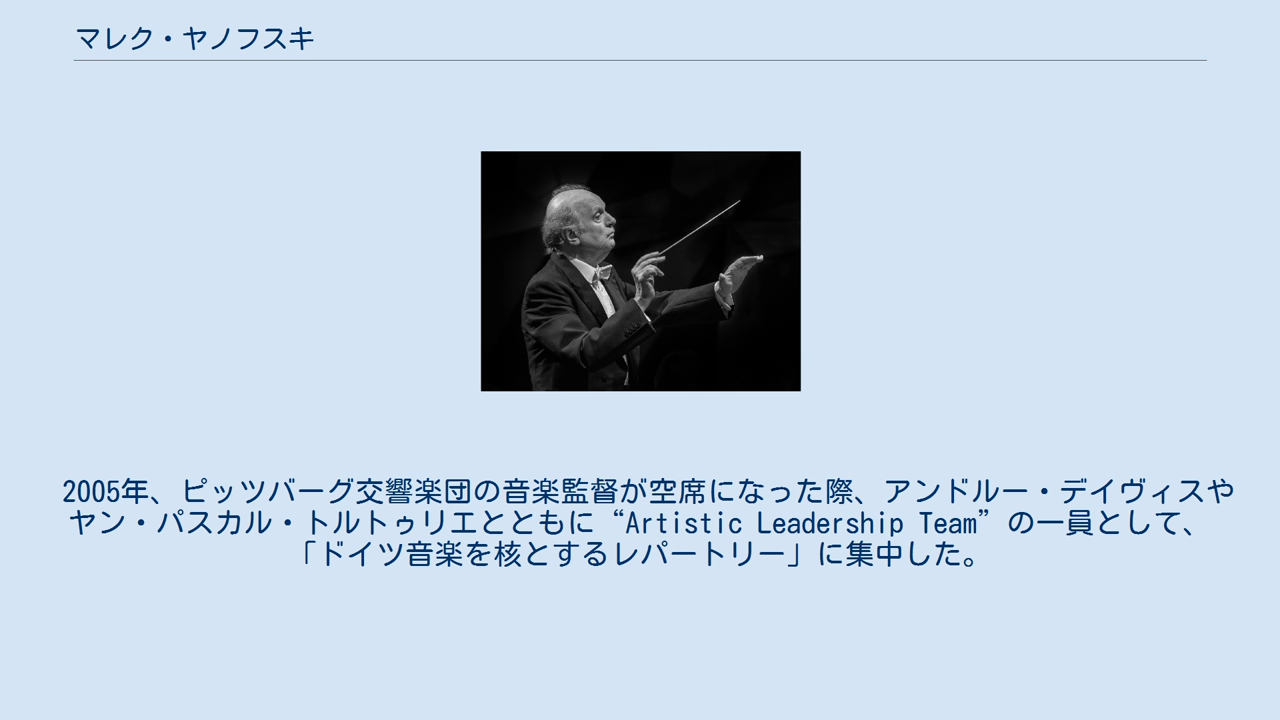 マレク・ヤノフスキ
2005年、ピッツバーグ交響楽団の音楽監督が空席になった際、アンドルー・デイヴィスや
ヤン・パスカル・トルトゥリエとともに“Artistic Leadership Team”の一員として、
「ドイツ音楽を核とするレパートリー」に集中した。